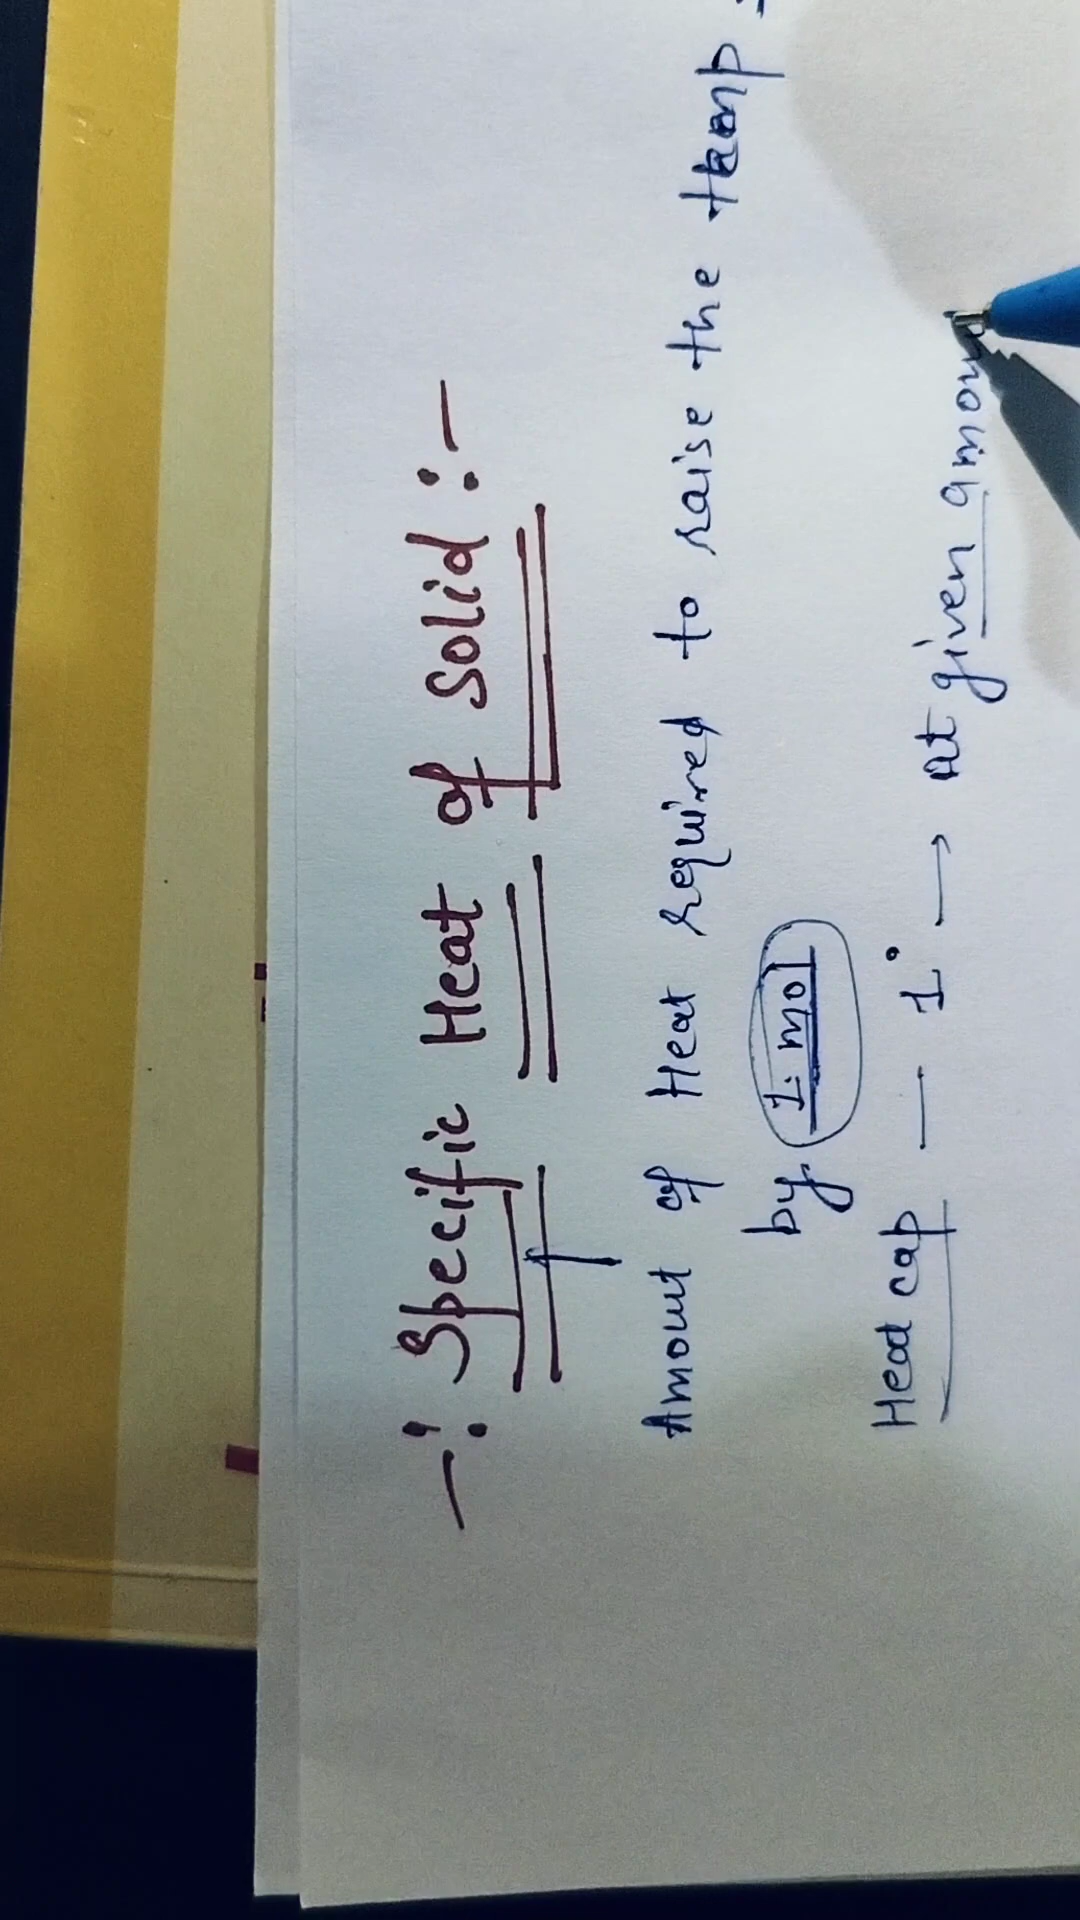 -: Specific Heat of Solid :-
Amount of Heat required to raise the temp
by 1 mol
Heat cap — 1° → At given amou